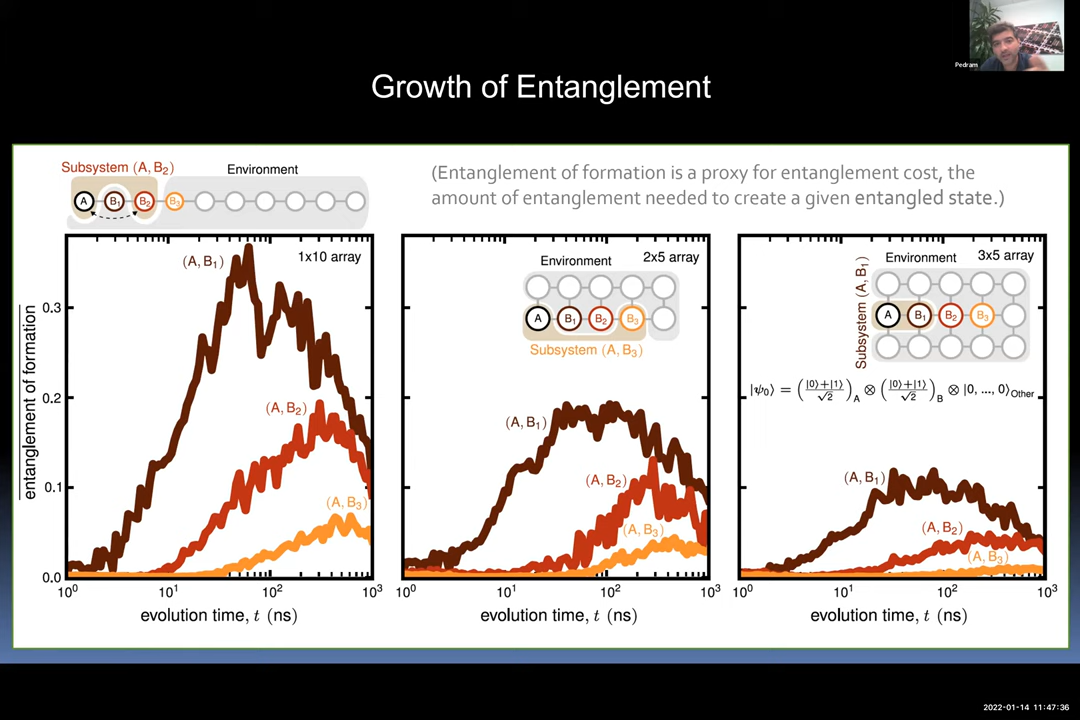 Pedram
Growth of Entanglement
(Entanglement of formation is a proxy for entanglement cost, the
amount of entanglement needed to create a given entangled state.)
Subsystem (A, B₂)
Environment
A
B₁
B₂
B₃
entanglement of formation
0.3
0.2
0.1
0.0
1x10 array
(A, B₁)
(A, B₂)
(A, B₃)
10⁰
10¹
10²
10³
evolution time, t (ns)
2x5 array
Environment
A
B₁
B₂
B₃
Subsystem (A, B₃)
(A, B₁)
(A, B₂)
(A, B₃)
10⁰
10¹
10²
10³
evolution time, t (ns)
3x5 array
Environment
Subsystem (A, B₁)
A
B₁
B₂
B₃
|ψ₀⟩ = (|0⟩+|1⟩/√2)_A ⊗ (|0⟩+|1⟩/√2)_B ⊗ |0, ..., 0⟩_Other
(A, B₁)
(A, B₂)
(A, B₃)
10⁰
10¹
10²
10³
evolution time, t (ns)
2022-01-14 11:47:36